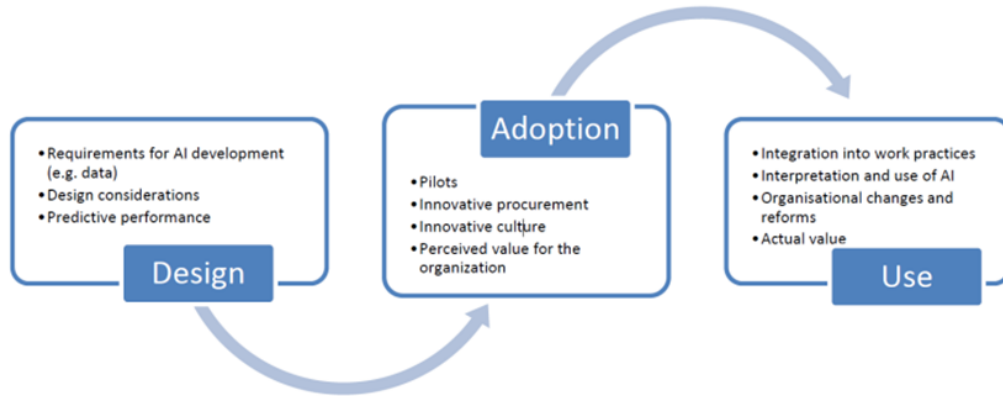 • Requirements for AI development
(e.g. data)
• Design considerations
• Predictive performance
Design
Adoption
• Pilots
• Innovative procurement
• Innovative culture
• Perceived value for the
organization
• Integration into work practices
• Interpretation and use of AI
• Organisational changes and
reforms
• Actual value
Use